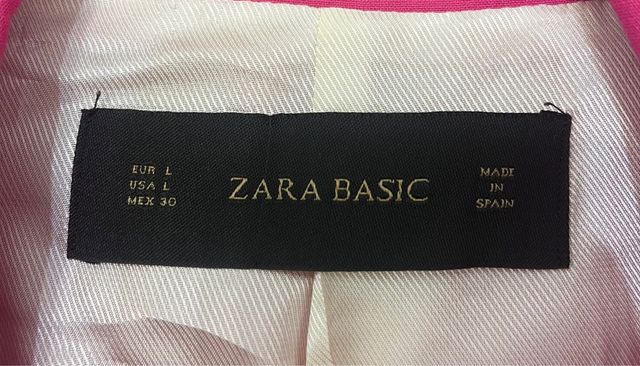 EUR L
USA L
MEX 30
ZARA BASIC
MADE
IN
SPAIN